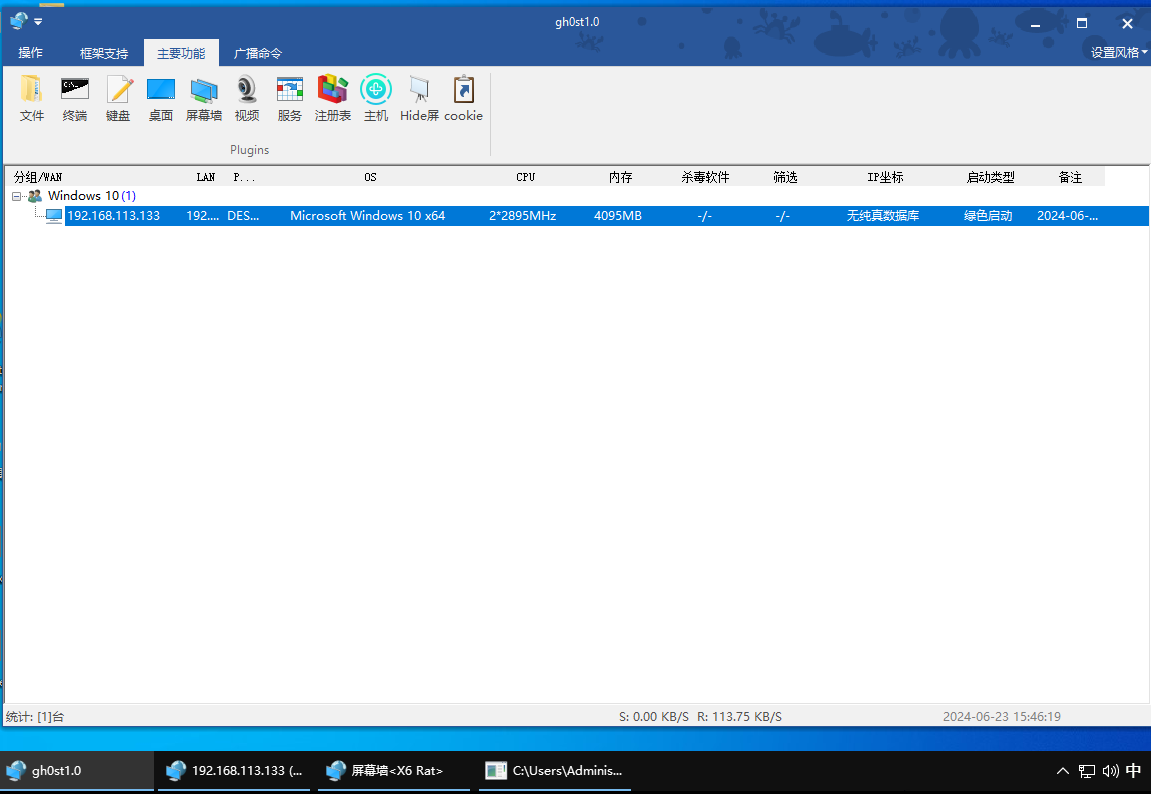 gh0st1.0
操作 框架支持 主要功能 广播命令 设置风格
C:\_
文件 终端 键盘 桌面 屏幕墙 视频 服务 注册表 主机 Hide屏 cookie
Plugins
分组/WAN LAN P... OS CPU 内存 杀毒软件 筛选 IP坐标 启动类型 备注
Windows 10(1)
192.168.113.133 192.... DES... Microsoft Windows 10 x64 2*2895MHz 4095MB -/- -/- 无纯真数据库 绿色启动 2024-06-...
统计: [1]台 S: 0.00 KB/S R: 113.75 KB/S 2024-06-23 15:46:19
gh0st1.0 192.168.113.133 (... 屏幕墙<X6 Rat> C:\Users\Adminis... 中